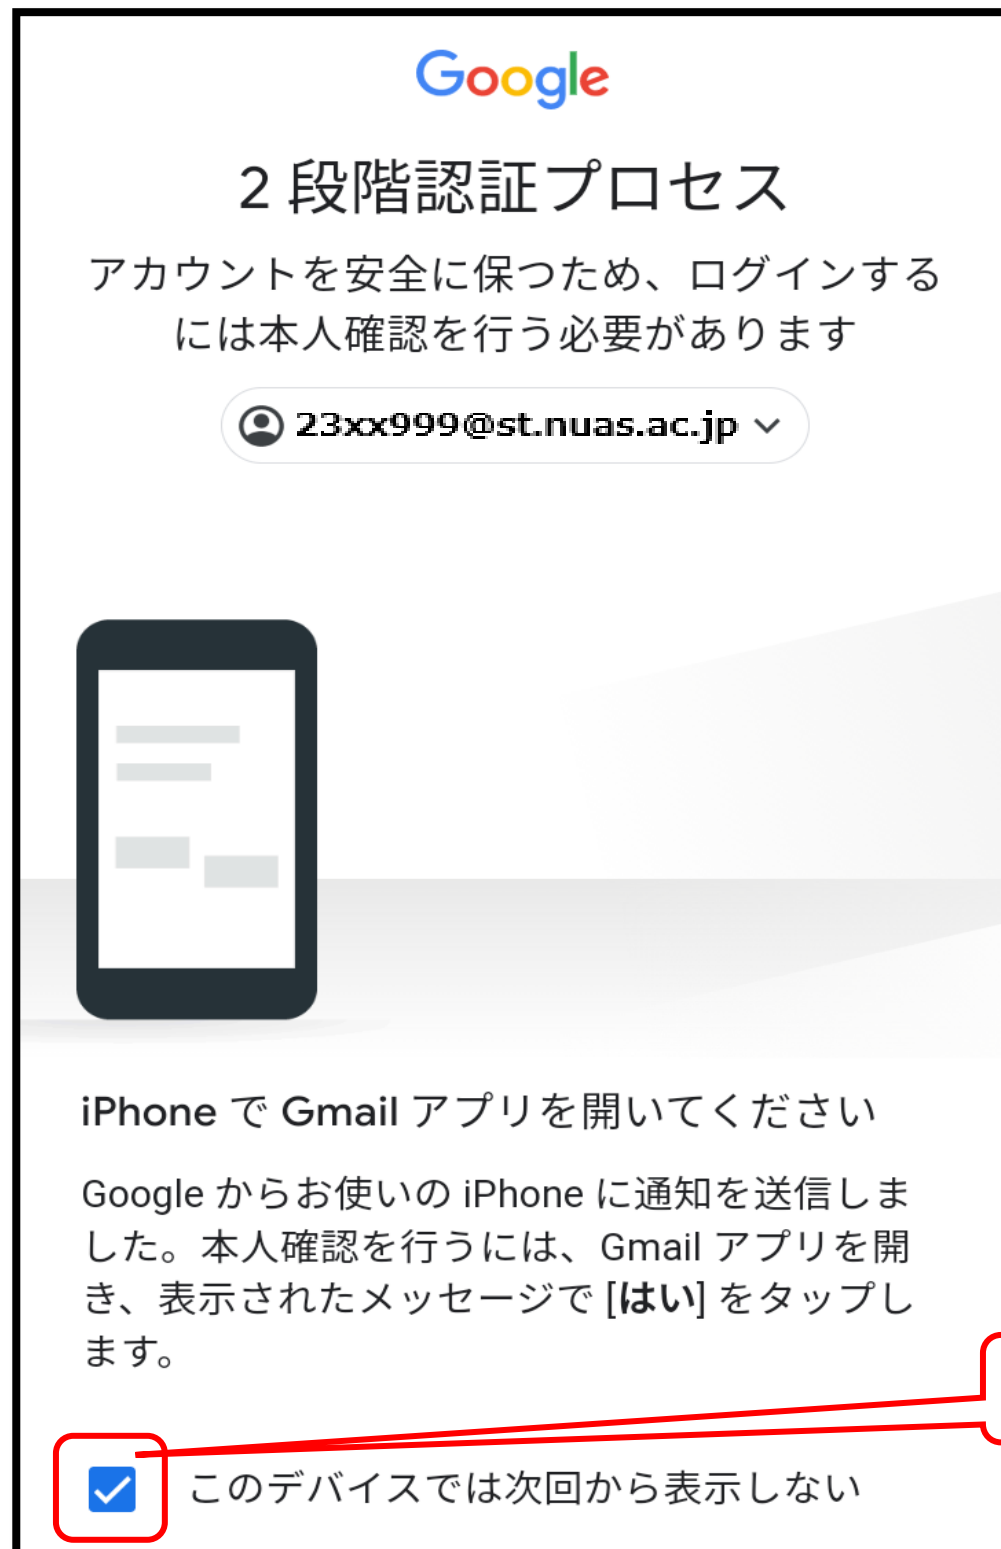 Google
2 段階認証プロセス
アカウントを安全に保つため、ログインする
には本人確認を行う必要があります
23xx999@st.nuas.ac.jp
iPhone で Gmail アプリを開いてください
Google からお使いの iPhone に通知を送信しま
した。本人確認を行うには、Gmail アプリを開
き、表示されたメッセージで [はい] をタップし
ます。
このデバイスでは次回から表示しない